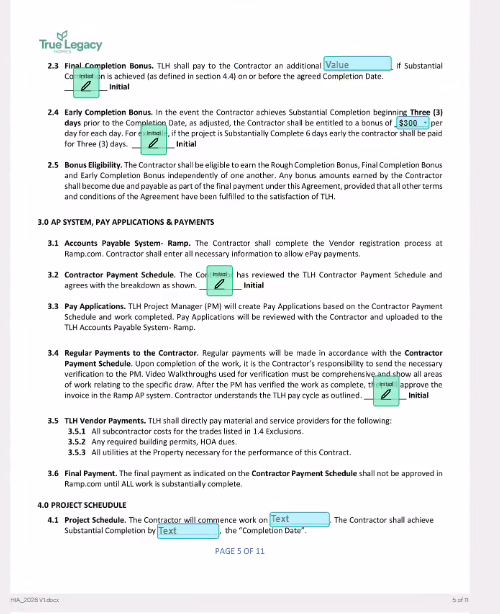 True Legacy
HOMES
2.3 Final Completion Bonus. TLH shall pay to the Contractor an additional Value, if Substantial
Co Initial on is achieved (as defined in section 4.4) on or before the agreed Completion Date.
Initial
2.4 Early Completion Bonus. In the event the Contractor achieves Substantial Completion beginning Three (3)
days prior to the Completion Date, as adjusted, the Contractor shall be entitled to a bonus of $300 per
day for each day. For e Initial, if the project is Substantially Complete 6 days early the contractor shall be paid
for Three (3) days. Initial
2.5 Bonus Eligibility. The Contractor shall be eligible to earn the Rough Completion Bonus, Final Completion Bonus
and Early Completion Bonus independently of one another. Any bonus amounts earned by the Contractor
shall become due and payable as part of the final payment under this Agreement, provided that all other terms
and conditions of the Agreement have been fulfilled to the satisfaction of TLH.
3.0 AP SYSTEM, PAY APPLICATIONS & PAYMENTS
3.1 Accounts Payable System- Ramp. The Contractor shall complete the Vendor registration process at
Ramp.com. Contractor shall enter all necessary information to allow ePay payments.
3.2 Contractor Payment Schedule. The Con Initial has reviewed the TLH Contractor Payment Schedule and
agrees with the breakdown as shown. Initial
3.3 Pay Applications. TLH Project Manager (PM) will create Pay Applications based on the Contractor Payment
Schedule and work completed. Pay Applications will be reviewed with the Contractor and uploaded to the
TLH Accounts Payable System- Ramp.
3.4 Regular Payments to the Contractor. Regular payments will be made in accordance with the Contractor
Payment Schedule. Upon completion of the work, it is the Contractor's responsibility to send the necessary
verification to the PM. Video Walkthroughs used for verification must be comprehensive and show all areas
of work relating to the specific draw. After the PM has verified the work as complete, th Initial approve the
invoice in the Ramp AP system. Contractor understands the TLH pay cycle as outlined. Initial
3.5 TLH Vendor Payments. TLH shall directly pay material and service providers for the following:
3.5.1 All subcontractor costs for the trades listed in 1.4 Exclusions.
3.5.2 Any required building permits, HOA dues.
3.5.3 All utilities at the Property necessary for the performance of this Contract.
3.6 Final Payment. The final payment as indicated on the Contractor Payment Schedule shall not be approved in
Ramp.com until ALL work is substantially complete.
4.0 PROJECT SCHEUDULE
4.1 Project Schedule. The Contractor will commence work on Text. The Contractor shall achieve
Substantial Completion by Text, the "Completion Date".
PAGE 5 OF 11
HIA_2026 V1.docx 5 of 11